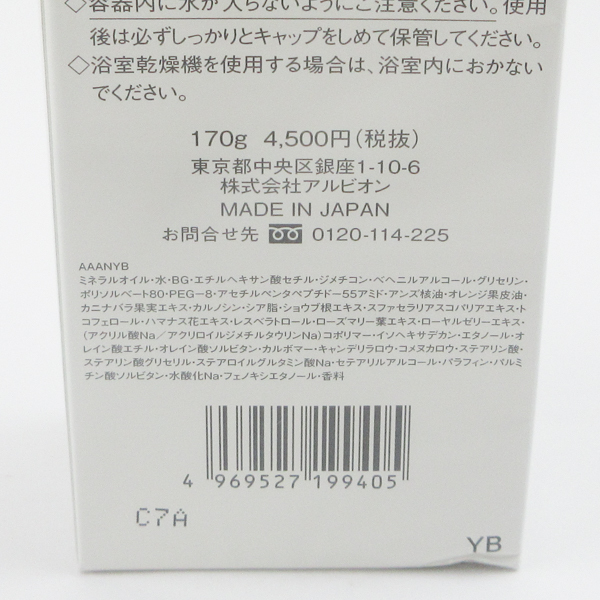 ◇容器内に水が入らないようにご注意ください。使用
後は必ずしっかりとキャップをしめて保管してください。
◇浴室乾燥機を使用する場合は、浴室内におかない
でください。
170g 4,500円(税抜)
東京都中央区銀座1-10-6
株式会社アルビオン
MADE IN JAPAN
お問合せ先 0120-114-225
AAANYB
ミネラルオイル・水・BG・エチルヘキサン酸セチル・ジメチコン・ベヘニルアルコール・グリセリン・
ポリソルベート80・PEG-8・アセチルペンタペプチド-55アミド・アンズ核油・オレンジ果皮油・
カニナバラ果実エキス・カルノシン・シア脂・ショウブ根エキス・スファセラリアスコパリアエキス・ト
コフェロール・ハマナス花エキス・レスベラトロール・ローズマリー葉エキス・ローヤルゼリーエキス・
(アクリル酸Na/アクリロイルジメチルタウリンNa)コポリマー・イソヘキサデカン・エタノール・オ
レイン酸エチル・オレイン酸ソルビタン・カルボマー・キャンデリラロウ・コメヌカロウ・ステアリン酸・
ステアリン酸グリセリル・ステアロイルグルタミン酸Na・セテアリルアルコール・パラフィン・パルミ
チン酸ソルビタン・水酸化Na・フェノキシエタノール・香料
4 969527 199405
C7A
YB